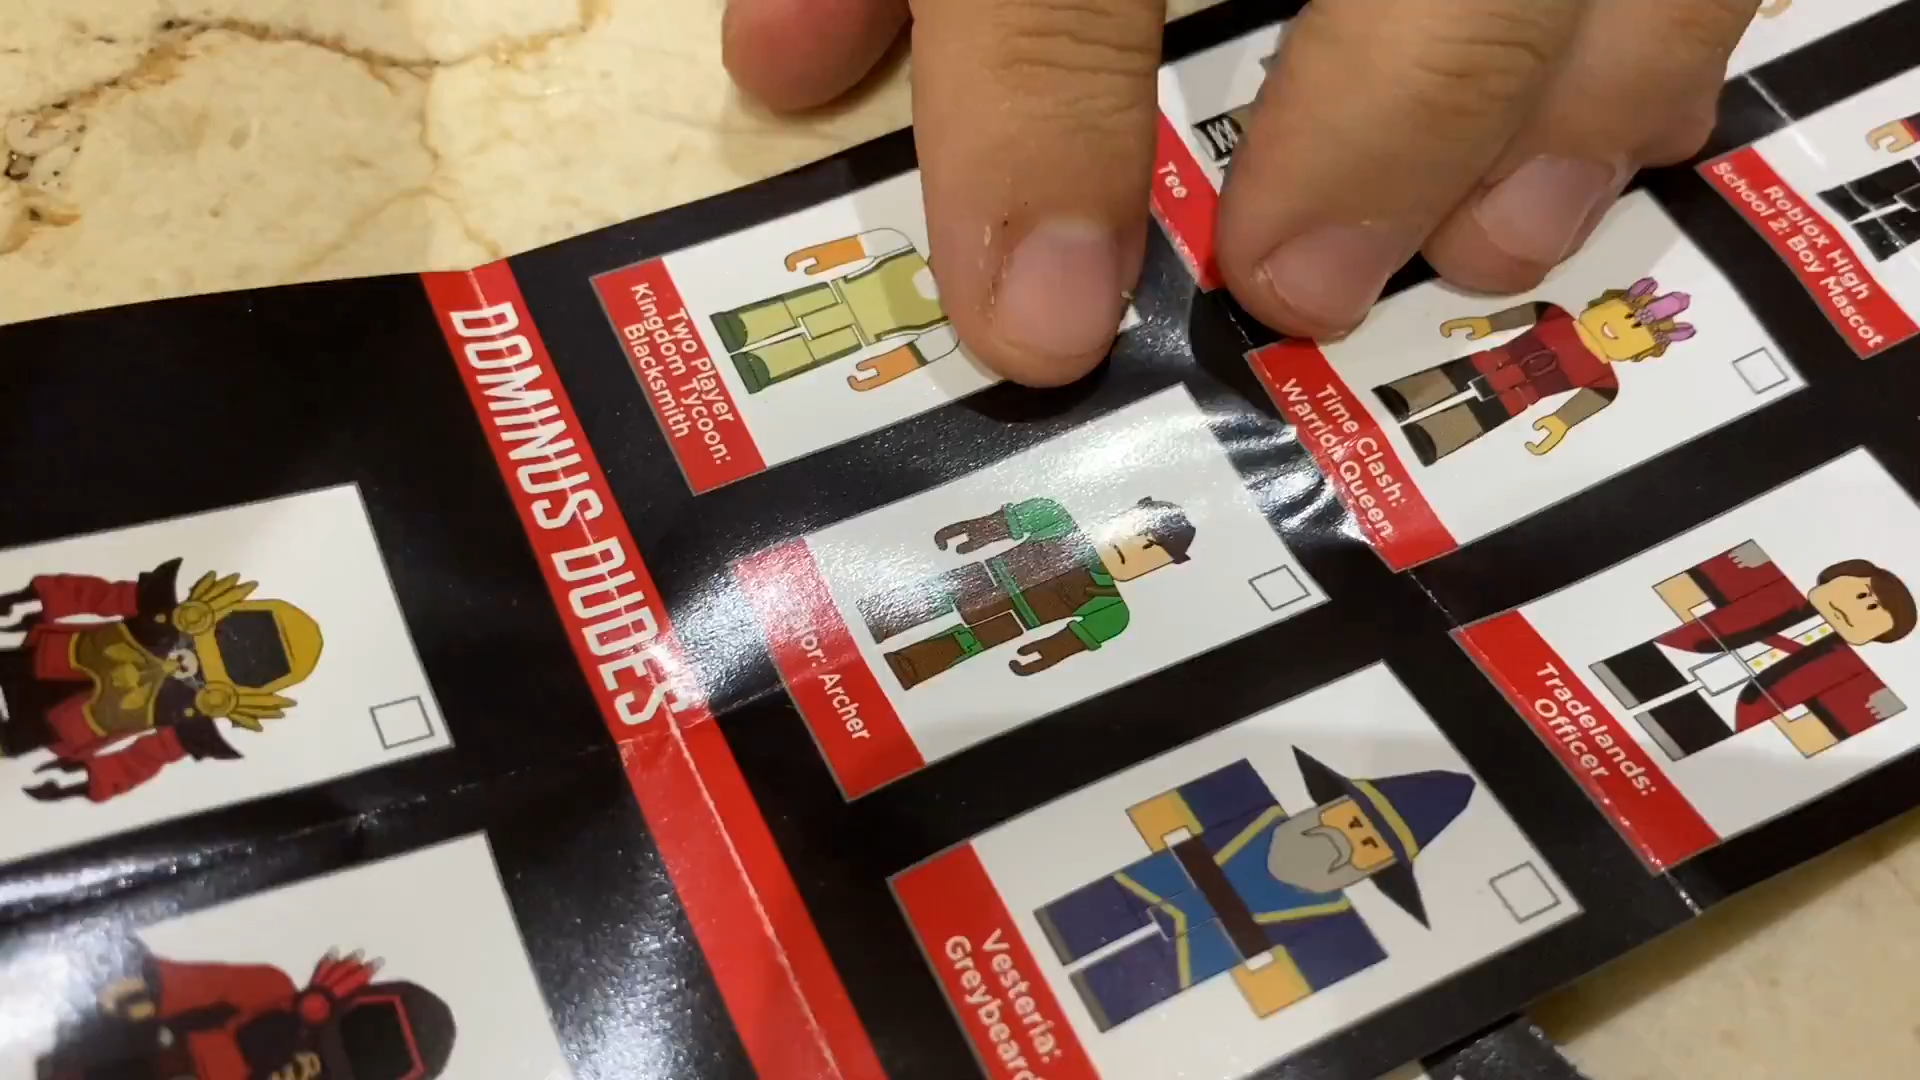 DOMINUS DUDES
Two Player
Kingdom Tycoon:
Blacksmith
Archer
Vesteria:
Greybeard
Tee
Time Clash:
Warrior Queen
Tradelands:
Officer
Roblox High
School 2: Boy Mascot